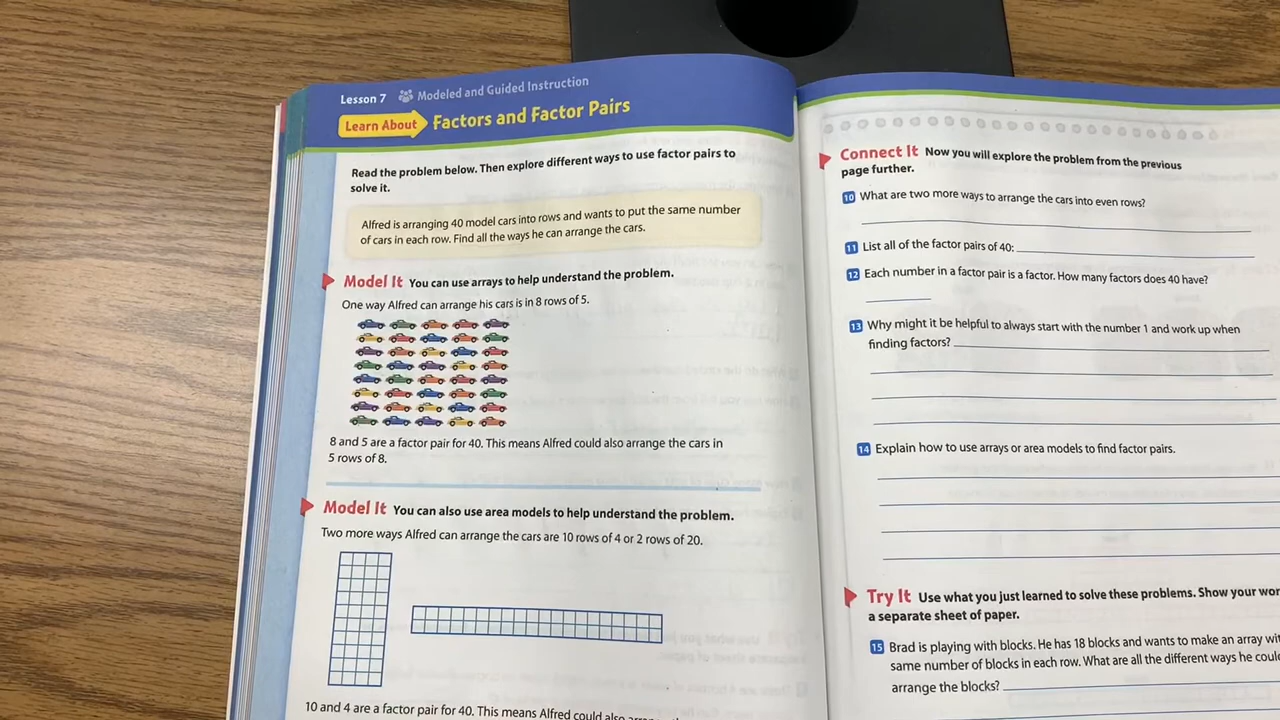 Lesson 7 Modeled and Guided Instruction
Learn About Factors and Factor Pairs
Read the problem below. Then explore different ways to use factor pairs to
solve it.
Alfred is arranging 40 model cars into rows and wants to put the same number
of cars in each row. Find all the ways he can arrange the cars.
Model It You can use arrays to help understand the problem.
One way Alfred can arrange his cars is in 8 rows of 5.
8 and 5 are a factor pair for 40. This means Alfred could also arrange the cars in
5 rows of 8.
Model It You can also use area models to help understand the problem.
Two more ways Alfred can arrange the cars are 10 rows of 4 or 2 rows of 20.
10 and 4 are a factor pair for 40. This means Alfred could also
Connect It Now you will explore the problem from the previous
page further.
10 What are two more ways to arrange the cars into even rows?
11 List all of the factor pairs of 40:
12 Each number in a factor pair is a factor. How many factors does 40 have?
13 Why might it be helpful to always start with the number 1 and work up when
finding factors?
14 Explain how to use arrays or area models to find factor pairs.
Try It Use what you just learned to solve these problems. Show your wor
a separate sheet of paper.
15 Brad is playing with blocks. He has 18 blocks and wants to make an array wi
same number of blocks in each row. What are all the different ways he coul
arrange the blocks?